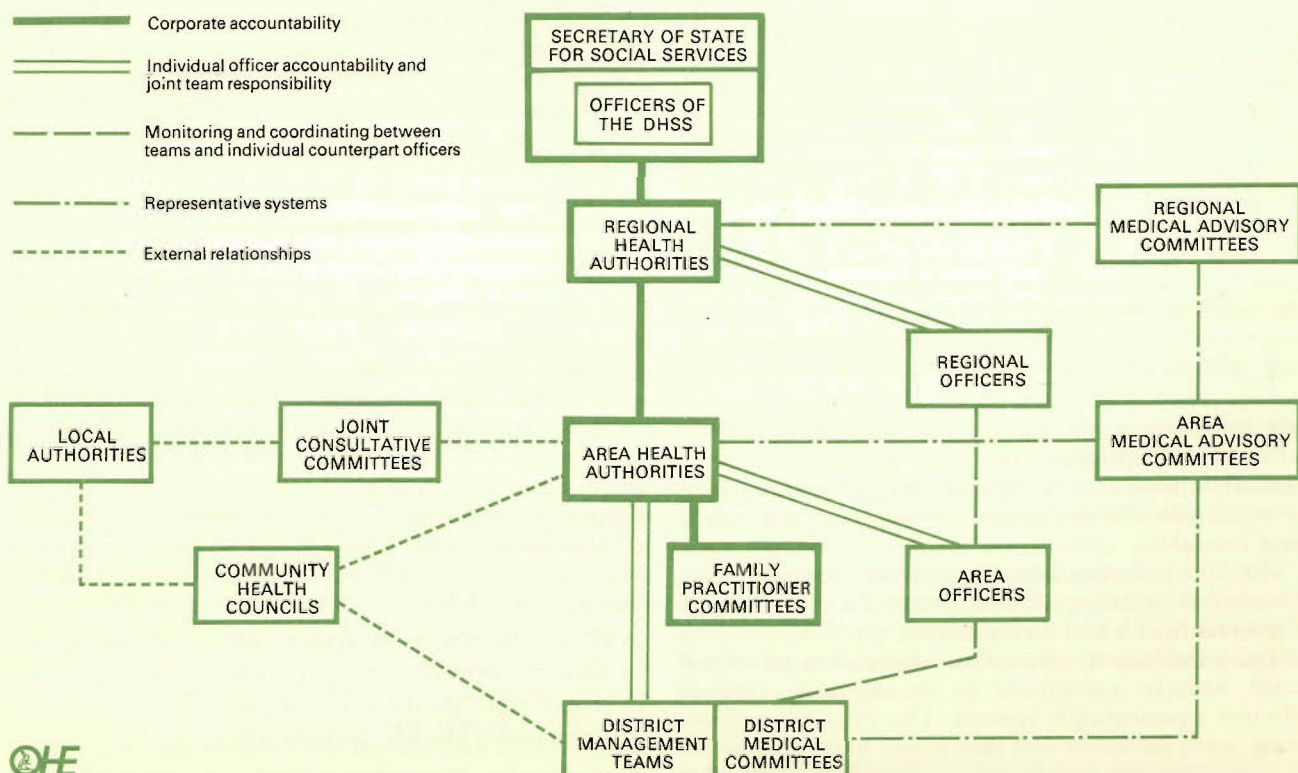 Corporate accountability
Individual officer accountability and
joint team responsibility
Monitoring and coordinating between
teams and individual counterpart officers
Representative systems
External relationships
SECRETARY OF STATE
FOR SOCIAL SERVICES
OFFICERS OF
THE DHSS
REGIONAL
HEALTH
AUTHORITIES
REGIONAL
MEDICAL ADVISORY
COMMITTEES
REGIONAL
OFFICERS
LOCAL
AUTHORITIES
JOINT
CONSULTATIVE
COMMITTEES
AREA HEALTH
AUTHORITIES
AREA
MEDICAL ADVISORY
COMMITTEES
COMMUNITY
HEALTH
COUNCILS
FAMILY
PRACTITIONER
COMMITTEES
AREA
OFFICERS
DISTRICT
MANAGEMENT
TEAMS
DISTRICT
MEDICAL
COMMITTEES
OHE